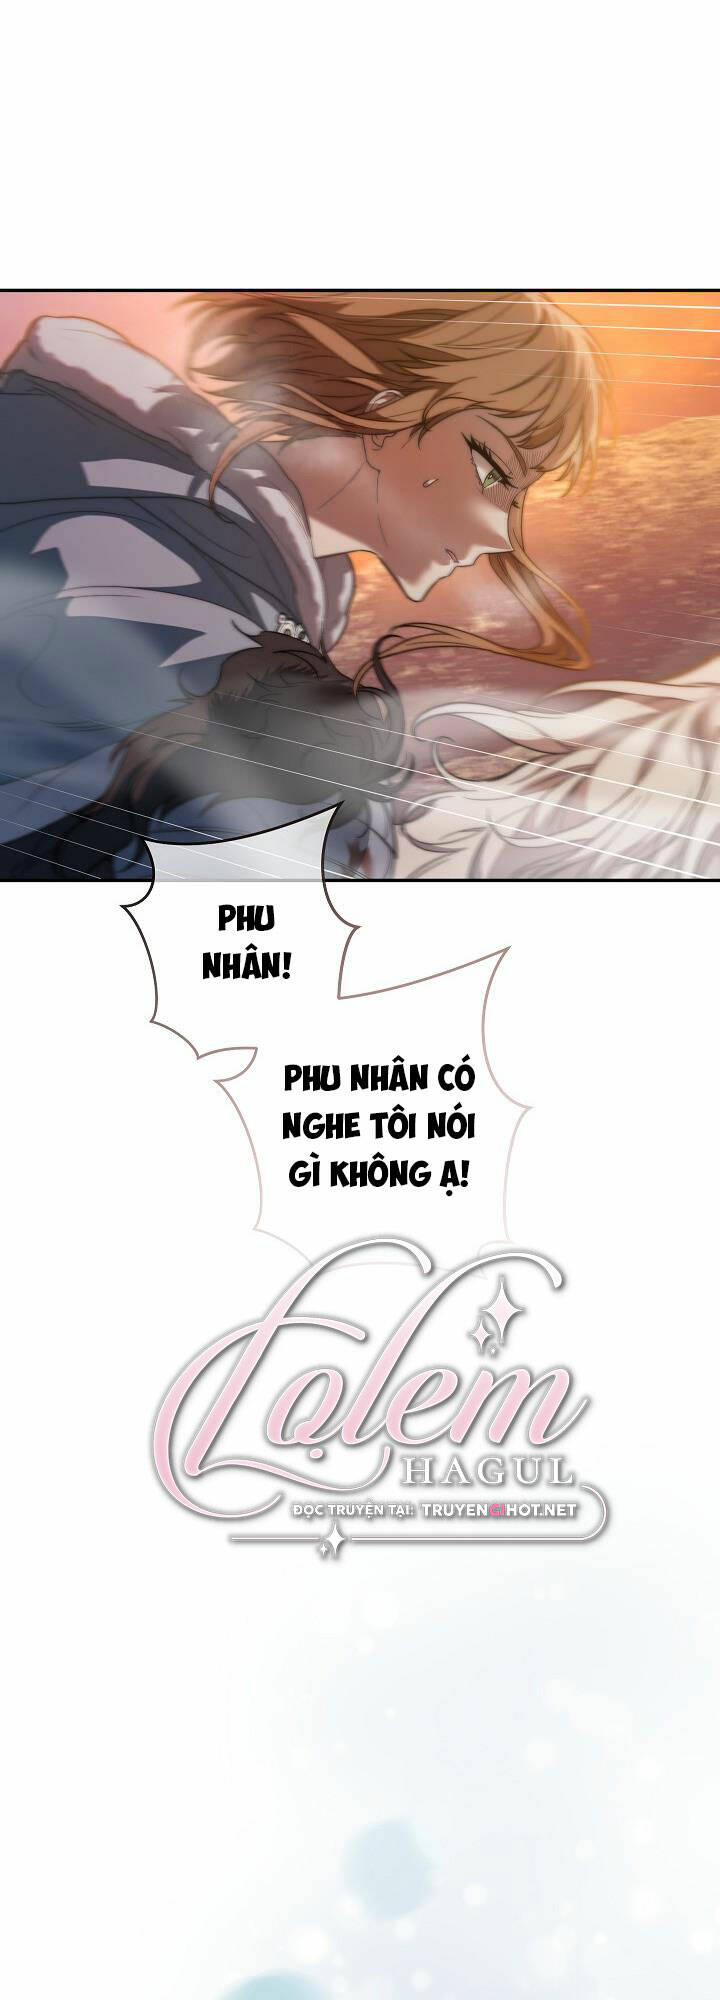 PHU
NHÂN!
PHU NHÂN CÓ
NGHE TÔI NÓI
GÌ KHÔNG Ạ!
Lọlem
HAGUL
ĐỌC TRUYỆN TẠI: TRUYENGIHOT.NET